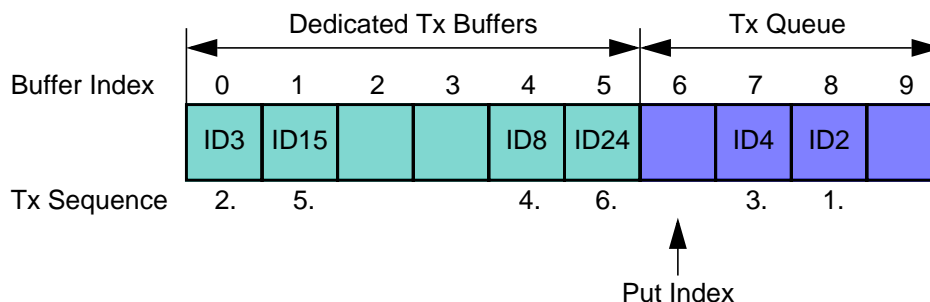 Dedicated Tx Buffers Tx Queue
Buffer Index 0 1 2 3 4 5 6 7 8 9
ID3 ID15 ID8 ID24 ID4 ID2
Tx Sequence 2. 5. 4. 6. 3. 1.
Put Index